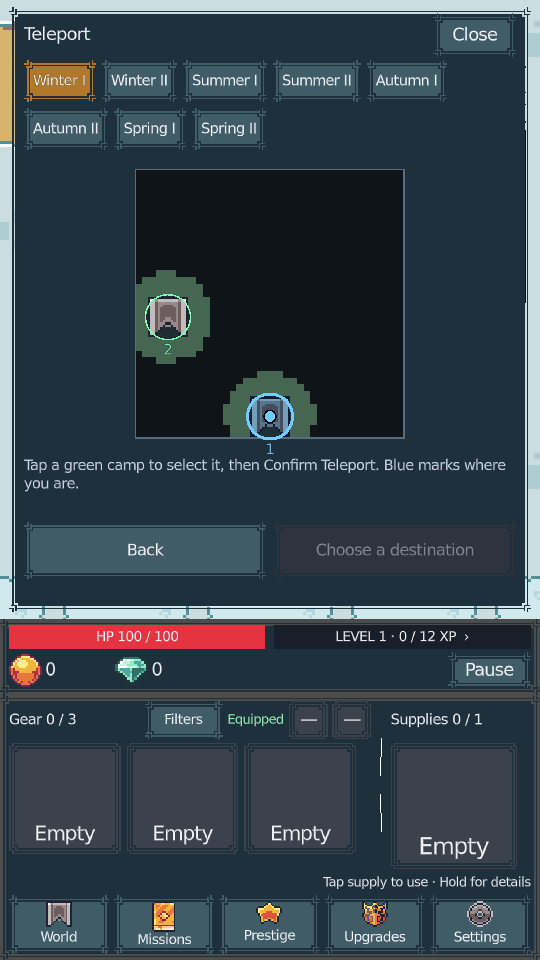 Teleport
Close
Winter I
Winter II
Summer I
Summer II
Autumn I
Autumn II
Spring I
Spring II
2
1
Tap a green camp to select it, then Confirm Teleport. Blue marks where
you are.
Back
Choose a destination
HP 100 / 100
LEVEL 1 · 0 / 12 XP ›
0
0
Pause
Gear 0 / 3
Filters
Equipped
—
—
Supplies 0 / 1
Empty
Empty
Empty
Empty
Tap supply to use · Hold for details
World
Missions
Prestige
Upgrades
Settings